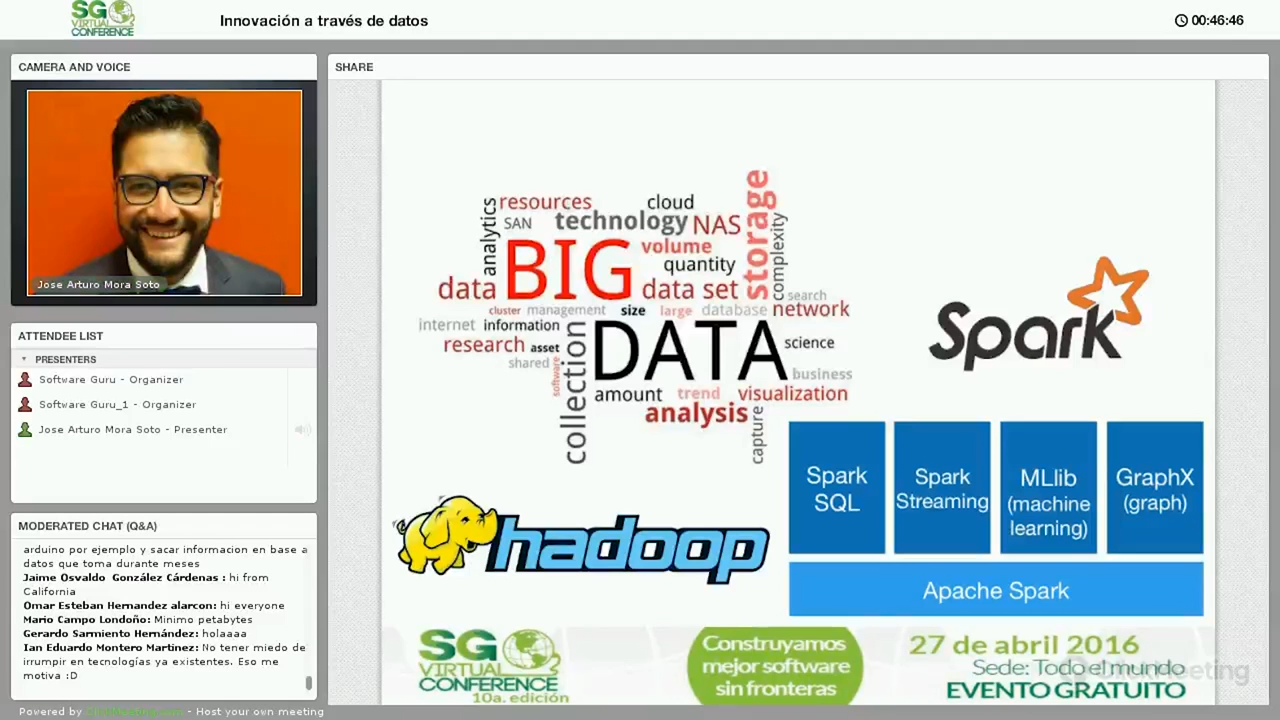 SG
VIRTUAL
CONFERENCE
Innovación a través de datos
00:46:46
CAMERA AND VOICE
Jose Arturo Mora Soto
ATTENDEE LIST
PRESENTERS
Software Guru - Organizer
Software Guru_1 - Organizer
Jose Arturo Mora Soto - Presenter
MODERATED CHAT (Q&A)
arduino por ejemplo y sacar informacion en base a
datos que toma durante meses
Jaime Osvaldo González Cárdenas : hi from
California
Omar Esteban Hernandez alarcon: hi everyone
Mario Campo Londoño: Minimo petabytes
Gerardo Sarmiento Hernández: holaaaa
Ian Eduardo Montero Martinez: No tener miedo de
irrumpir en tecnologías ya existentes. Eso me
motiva :D
Powered by ClickMeeting.com - Host your own meeting
SHARE
analytics
resources
SAN
technology
cloud
NAS
storage
complexity
BIG
volume
quantity
data
data set
search
cluster
management
size
large
database
network
internet
information
research
asset
shared
software
collection
DATA
science
business
amount
trend
visualization
analysis
capture
Spark
hadoop
Spark
SQL
Spark
Streaming
MLlib
(machine
learning)
GraphX
(graph)
Apache Spark
SG
VIRTUAL
CONFERENCE
10a. edición
Construyamos
mejor software
sin fronteras
27 de abril 2016
Sede: Todo el mundo
EVENTO GRATUITO
ClickMeeting